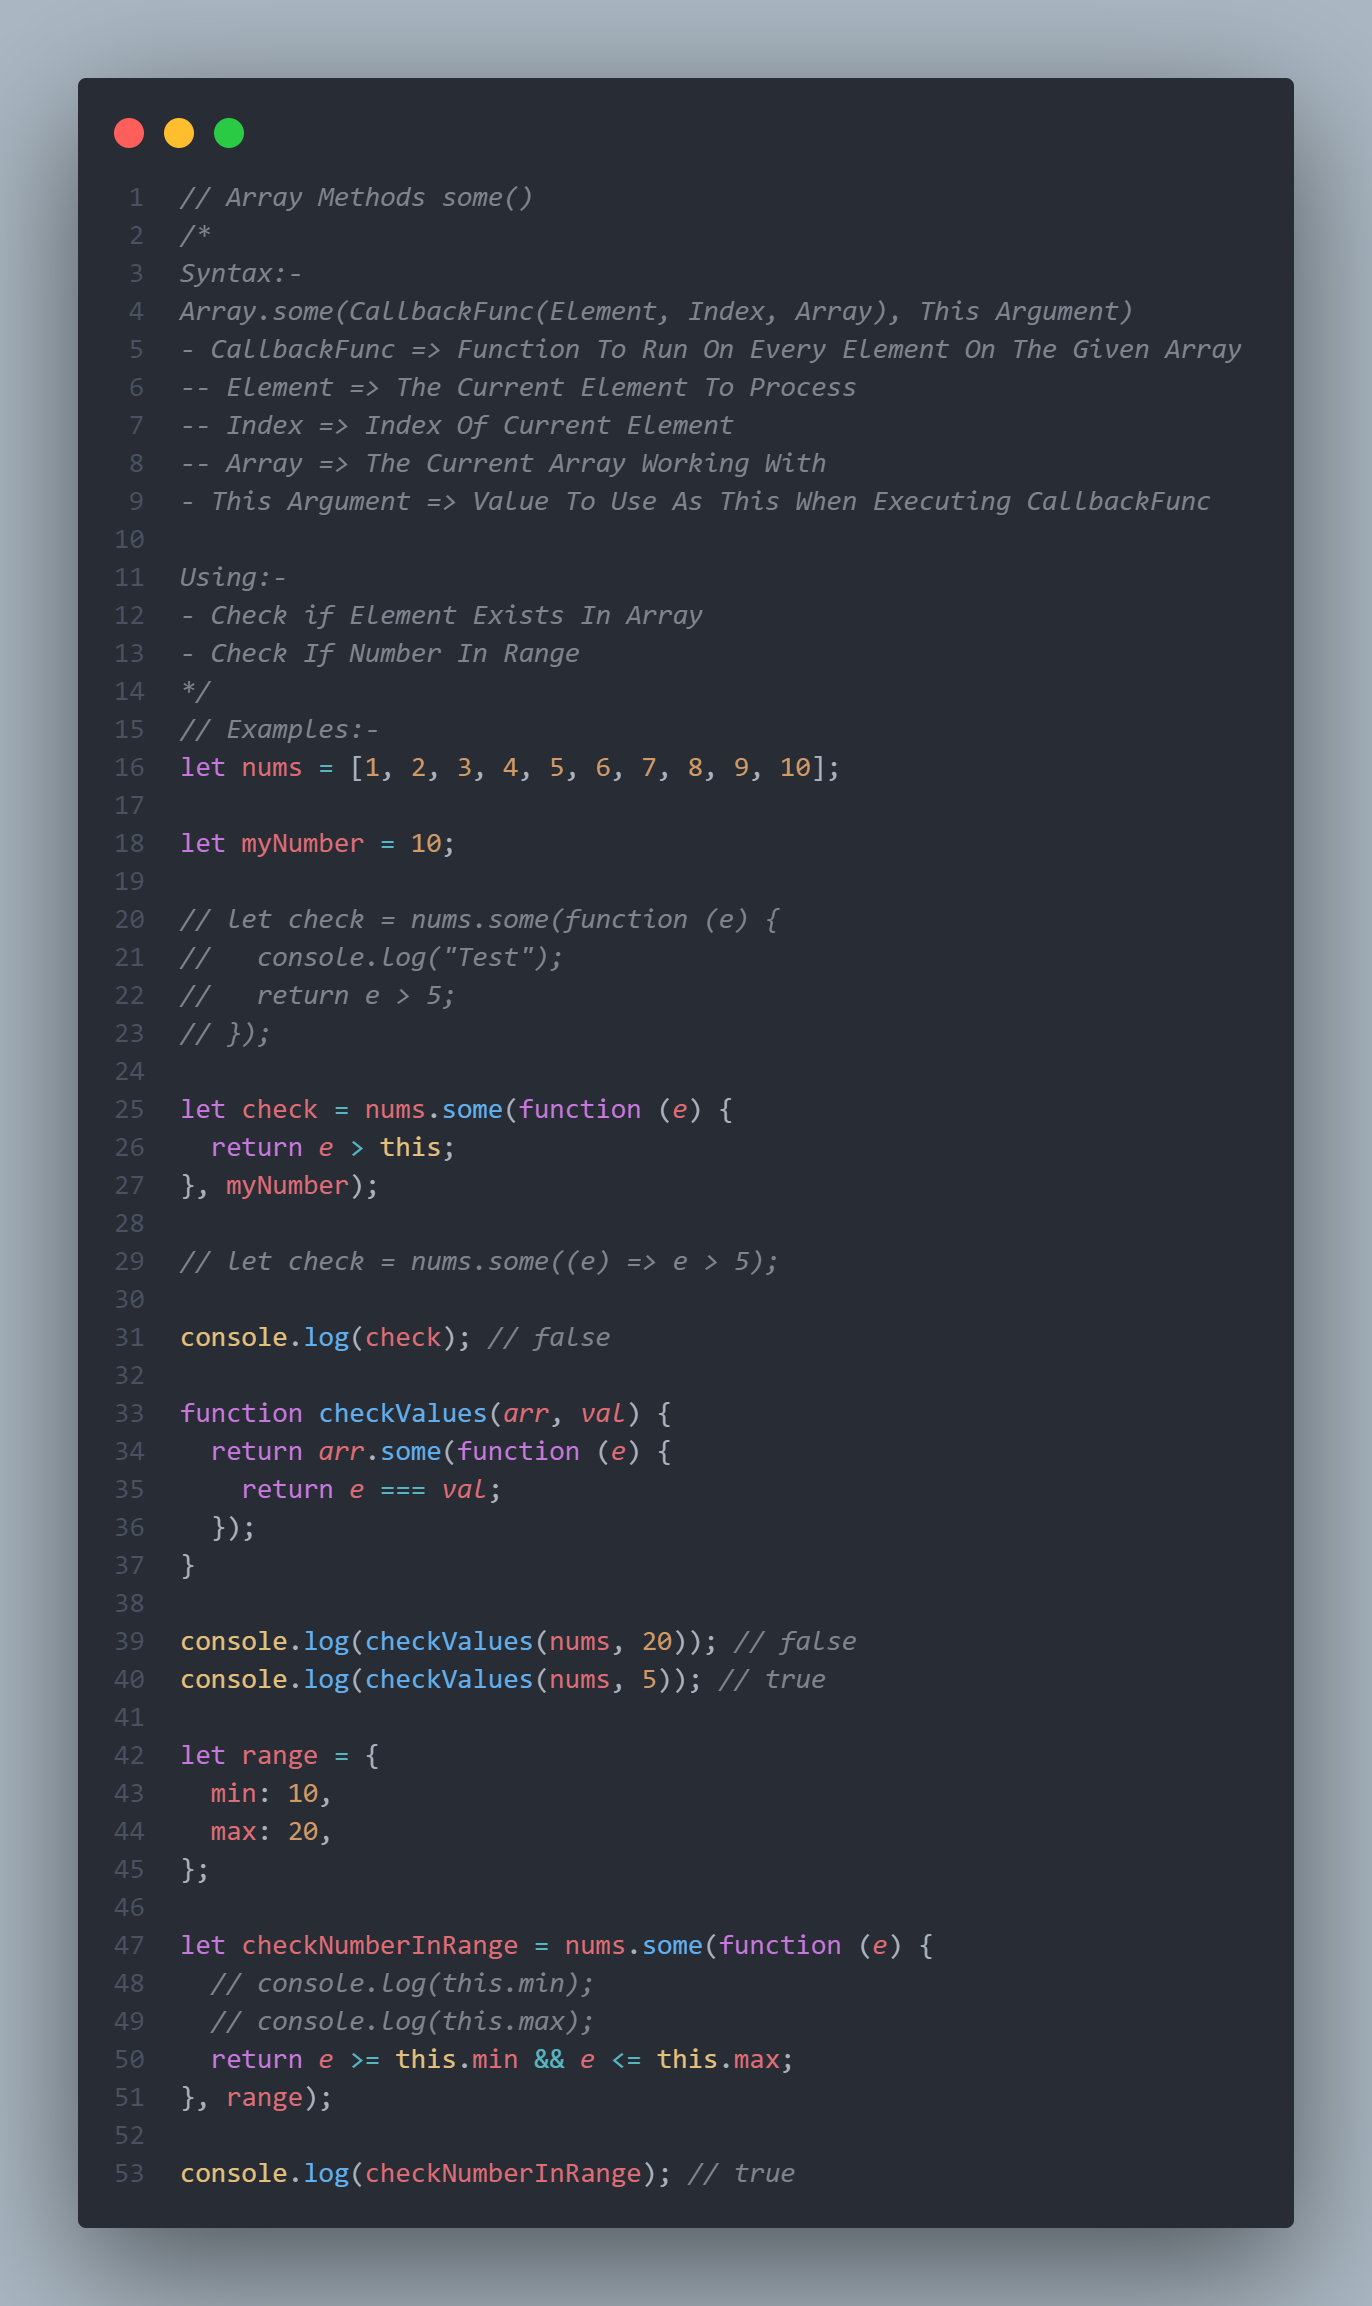 1 // Array Methods some()
2 /*
3 Syntax:-
4 Array.some(CallbackFunc(Element, Index, Array), This Argument)
5 - CallbackFunc => Function To Run On Every Element On The Given Array
6 -- Element => The Current Element To Process
7 -- Index => Index Of Current Element
8 -- Array => The Current Array Working With
9 - This Argument => Value To Use As This When Executing CallbackFunc
10
11 Using:-
12 - Check if Element Exists In Array
13 - Check If Number In Range
14 */
15 // Examples:-
16 let nums = [1, 2, 3, 4, 5, 6, 7, 8, 9, 10];
17
18 let myNumber = 10;
19
20 // let check = nums.some(function (e) {
21 //   console.log("Test");
22 //   return e > 5;
23 // });
24
25 let check = nums.some(function (e) {
26   return e > this;
27 }, myNumber);
28
29 // let check = nums.some((e) => e > 5);
30
31 console.log(check); // false
32
33 function checkValues(arr, val) {
34   return arr.some(function (e) {
35     return e === val;
36   });
37 }
38
39 console.log(checkValues(nums, 20)); // false
40 console.log(checkValues(nums, 5)); // true
41
42 let range = {
43   min: 10,
44   max: 20,
45 };
46
47 let checkNumberInRange = nums.some(function (e) {
48   // console.log(this.min);
49   // console.log(this.max);
50   return e >= this.min && e <= this.max;
51 }, range);
52
53 console.log(checkNumberInRange); // true